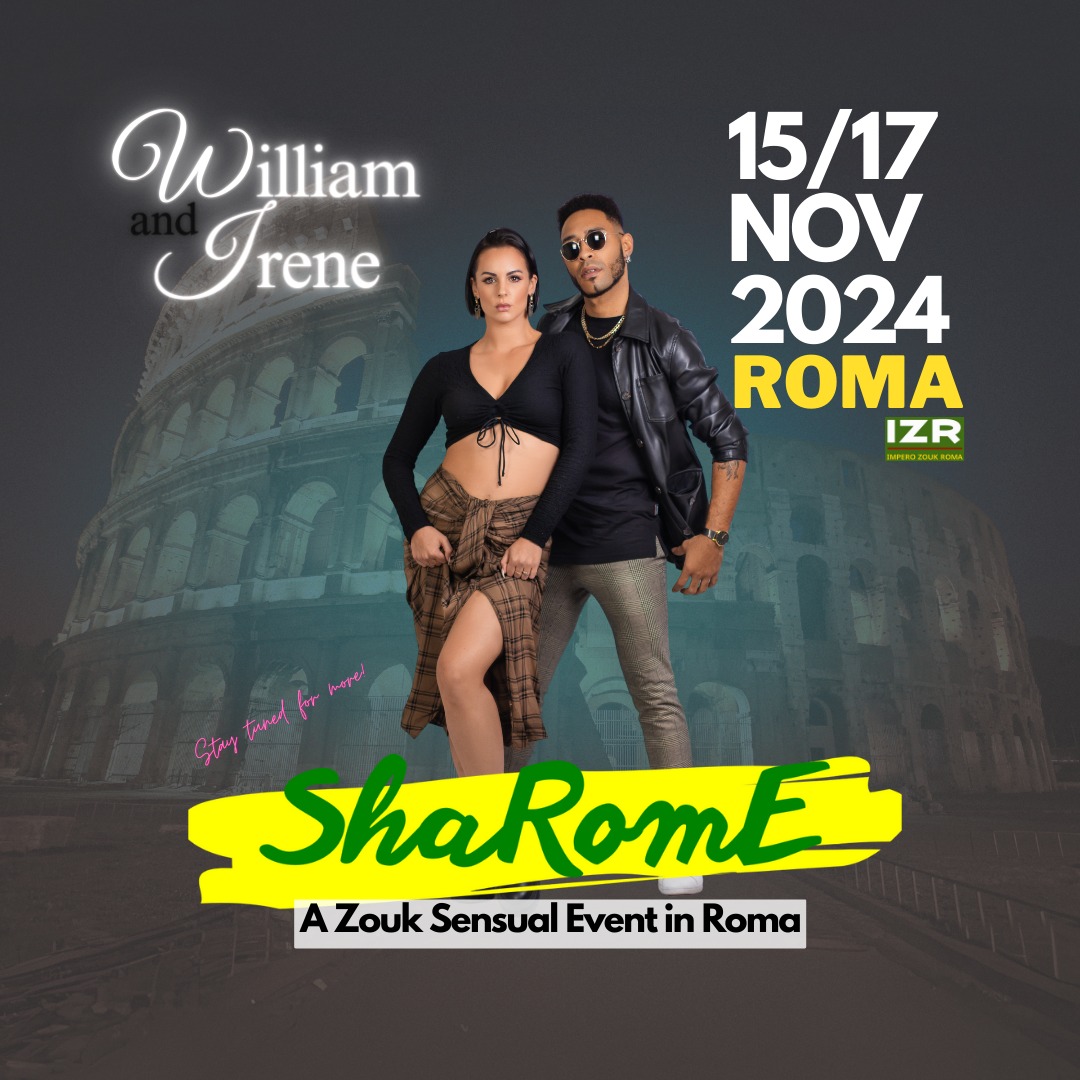 William
and
Irene
15/17
NOV
2024
ROMA
IZR
IMPERO ZOUK ROMA
Stay tuned for more!
ShaRomE
A Zouk Sensual Event in Roma